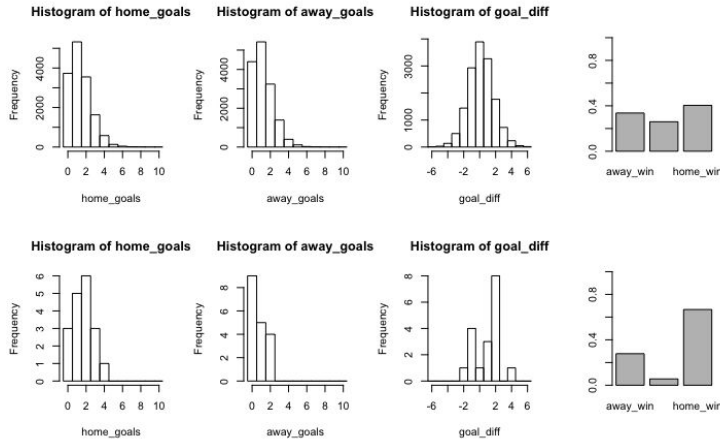 Histogram of home_goals
Frequency
0
2000
4000
0 2 4 6 8 10
home_goals
Histogram of away_goals
Frequency
0
2000
4000
0 2 4 6 8 10
away_goals
Histogram of goal_diff
Frequency
0
1000
3000
-6 -2 2 4 6
goal_diff
0.0
0.4
0.8
away_win
home_win
Histogram of home_goals
Frequency
0 1 2 3 4 5 6
0 2 4 6 8 10
home_goals
Histogram of away_goals
Frequency
0 2 4 6 8
0 2 4 6 8 10
away_goals
Histogram of goal_diff
Frequency
0 2 4 6 8
-6 -2 2 4 6
goal_diff
0.0
0.4
0.8
away_win
home_win